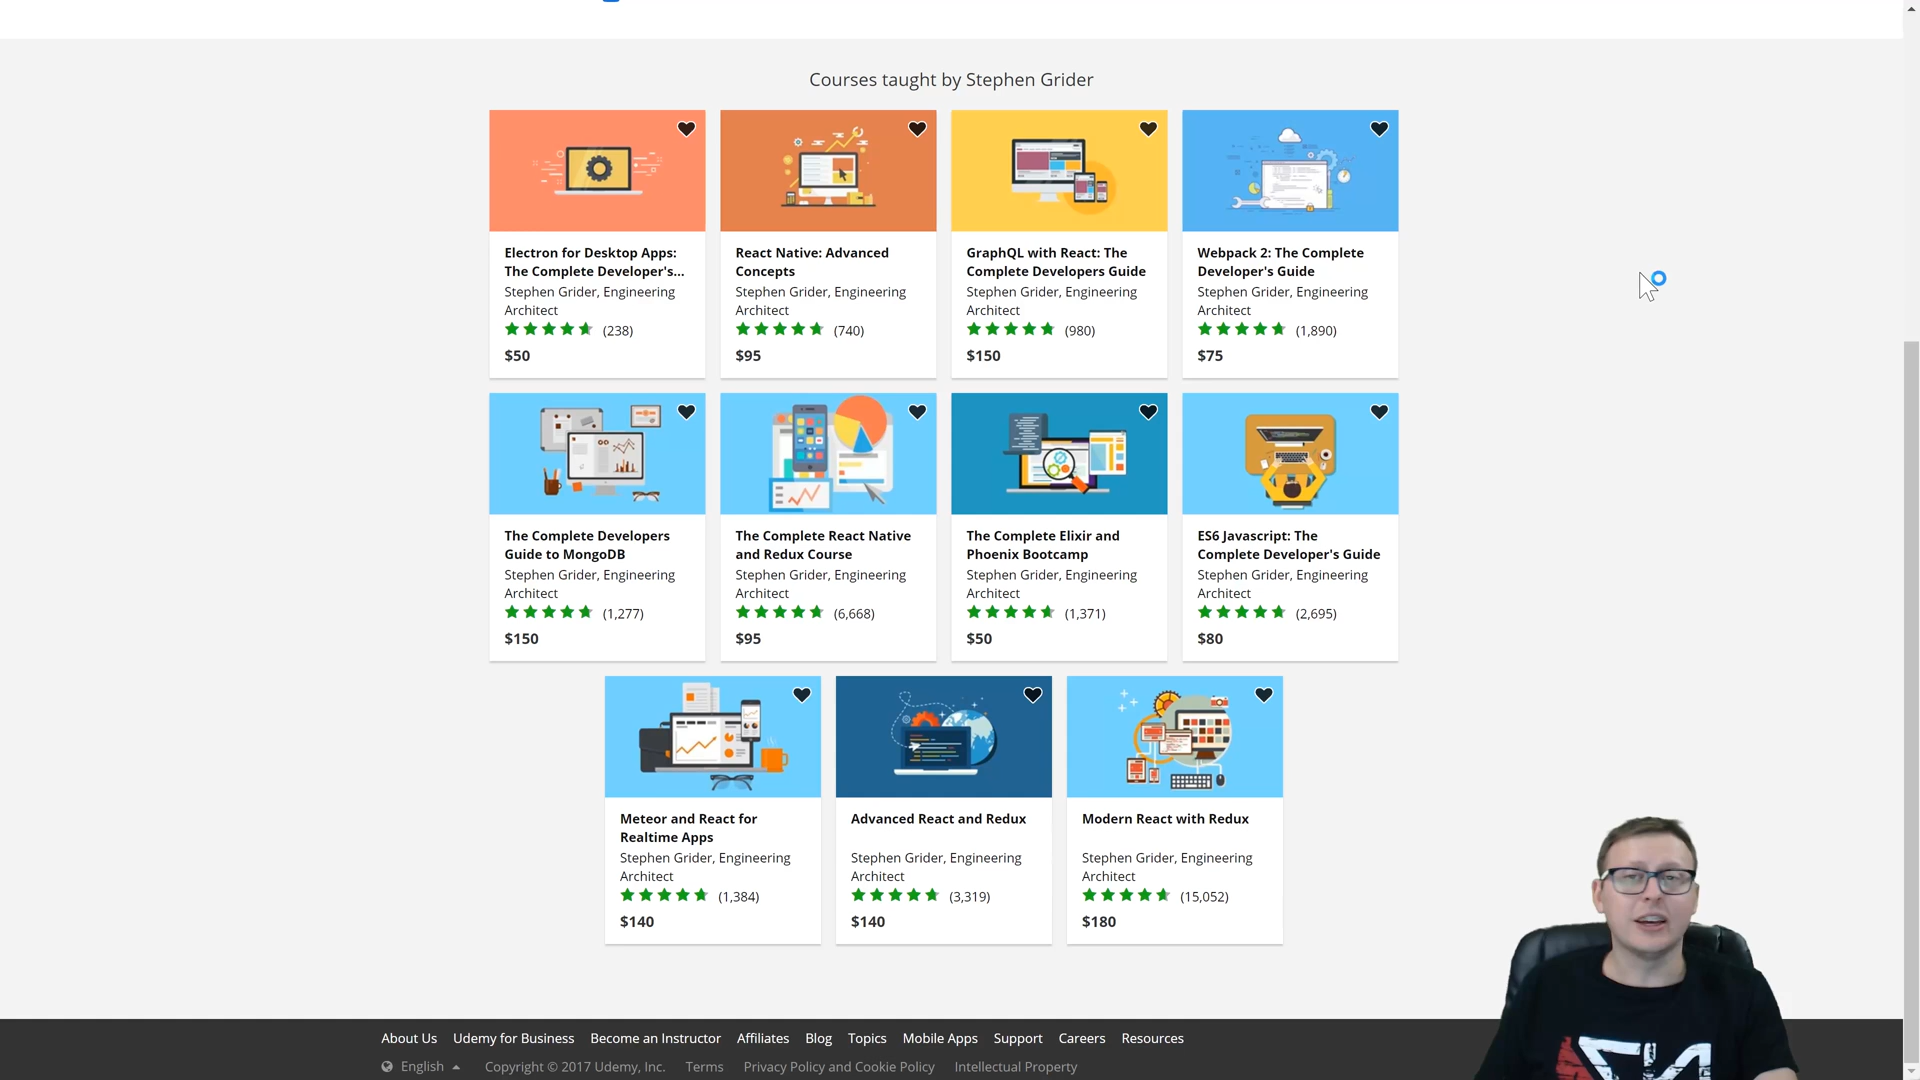 Courses taught by Stephen Grider
Electron for Desktop Apps:
The Complete Developer's...
Stephen Grider, Engineering
Architect
(238)
$50
React Native: Advanced
Concepts
Stephen Grider, Engineering
Architect
(740)
$95
GraphQL with React: The
Complete Developers Guide
Stephen Grider, Engineering
Architect
(980)
$150
Webpack 2: The Complete
Developer's Guide
Stephen Grider, Engineering
Architect
(1,890)
$75
The Complete Developers
Guide to MongoDB
Stephen Grider, Engineering
Architect
(1,277)
$150
The Complete React Native
and Redux Course
Stephen Grider, Engineering
Architect
(6,668)
$95
The Complete Elixir and
Phoenix Bootcamp
Stephen Grider, Engineering
Architect
(1,371)
$50
ES6 Javascript: The
Complete Developer's Guide
Stephen Grider, Engineering
Architect
(2,695)
$80
Meteor and React for
Realtime Apps
Stephen Grider, Engineering
Architect
(1,384)
$140
Advanced React and Redux
Stephen Grider, Engineering
Architect
(3,319)
$140
Modern React with Redux
Stephen Grider, Engineering
Architect
(15,052)
$180
About Us Udemy for Business Become an Instructor Affiliates Blog Topics Mobile Apps Support Careers Resources
English Copyright © 2017 Udemy, Inc. Terms Privacy Policy and Cookie Policy Intellectual Property